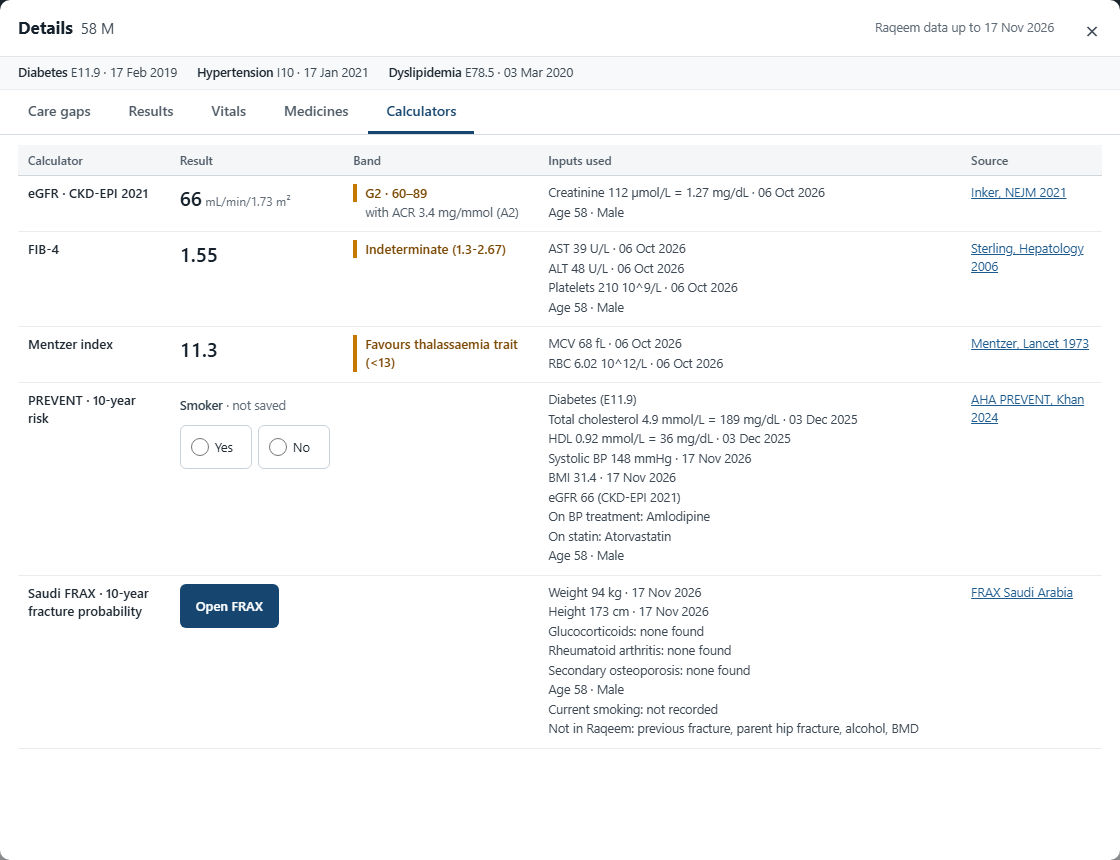 Details 58 M
Raqeem data up to 17 Nov 2026
Diabetes E11.9 · 17 Feb 2019 Hypertension I10 · 17 Jan 2021 Dyslipidemia E78.5 · 03 Mar 2020
Care gaps Results Vitals Medicines Calculators
Calculator Result Band Inputs used Source
eGFR · CKD-EPI 2021
66 mL/min/1.73 m²
G2 · 60–89
with ACR 3.4 mg/mmol (A2)
Creatinine 112 µmol/L = 1.27 mg/dL · 06 Oct 2026
Age 58 · Male
Inker, NEJM 2021
FIB-4
1.55
Indeterminate (1.3-2.67)
AST 39 U/L · 06 Oct 2026
ALT 48 U/L · 06 Oct 2026
Platelets 210 10^9/L · 06 Oct 2026
Age 58 · Male
Sterling, Hepatology
2006
Mentzer index
11.3
Favours thalassaemia trait
(<13)
MCV 68 fL · 06 Oct 2026
RBC 6.02 10^12/L · 06 Oct 2026
Mentzer, Lancet 1973
PREVENT · 10-year
risk
Smoker · not saved
Yes No
Diabetes (E11.9)
Total cholesterol 4.9 mmol/L = 189 mg/dL · 03 Dec 2025
HDL 0.92 mmol/L = 36 mg/dL · 03 Dec 2025
Systolic BP 148 mmHg · 17 Nov 2026
BMI 31.4 · 17 Nov 2026
eGFR 66 (CKD-EPI 2021)
On BP treatment: Amlodipine
On statin: Atorvastatin
Age 58 · Male
AHA PREVENT, Khan
2024
Saudi FRAX · 10-year
fracture probability
Open FRAX
Weight 94 kg · 17 Nov 2026
Height 173 cm · 17 Nov 2026
Glucocorticoids: none found
Rheumatoid arthritis: none found
Secondary osteoporosis: none found
Age 58 · Male
Current smoking: not recorded
Not in Raqeem: previous fracture, parent hip fracture, alcohol, BMD
FRAX Saudi Arabia